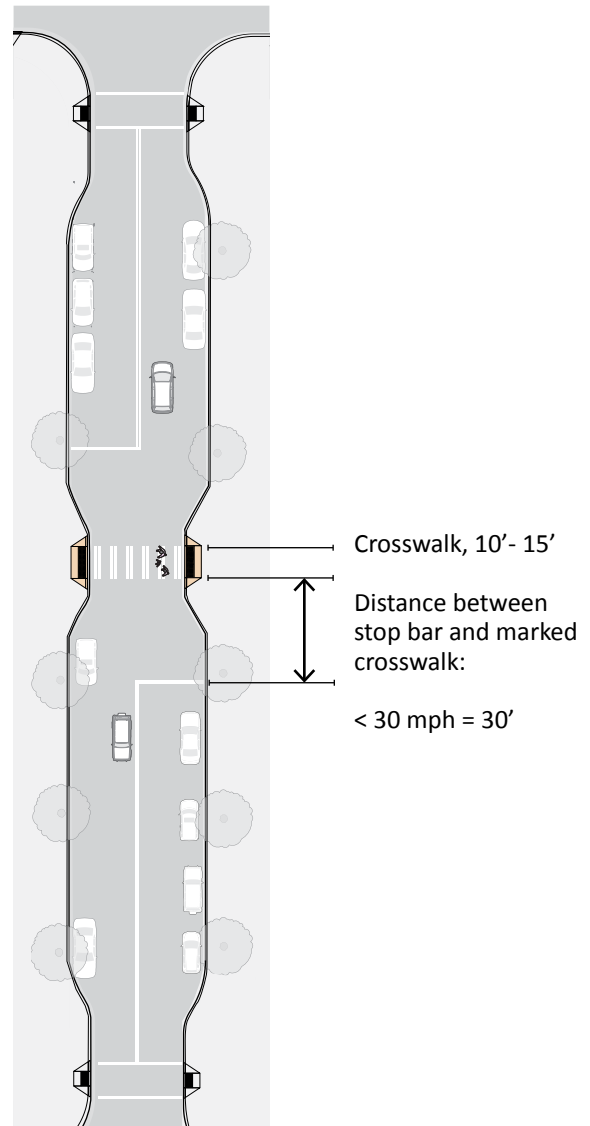 Crosswalk, 10’- 15’
Distance between
stop bar and marked
crosswalk:
< 30 mph = 30’